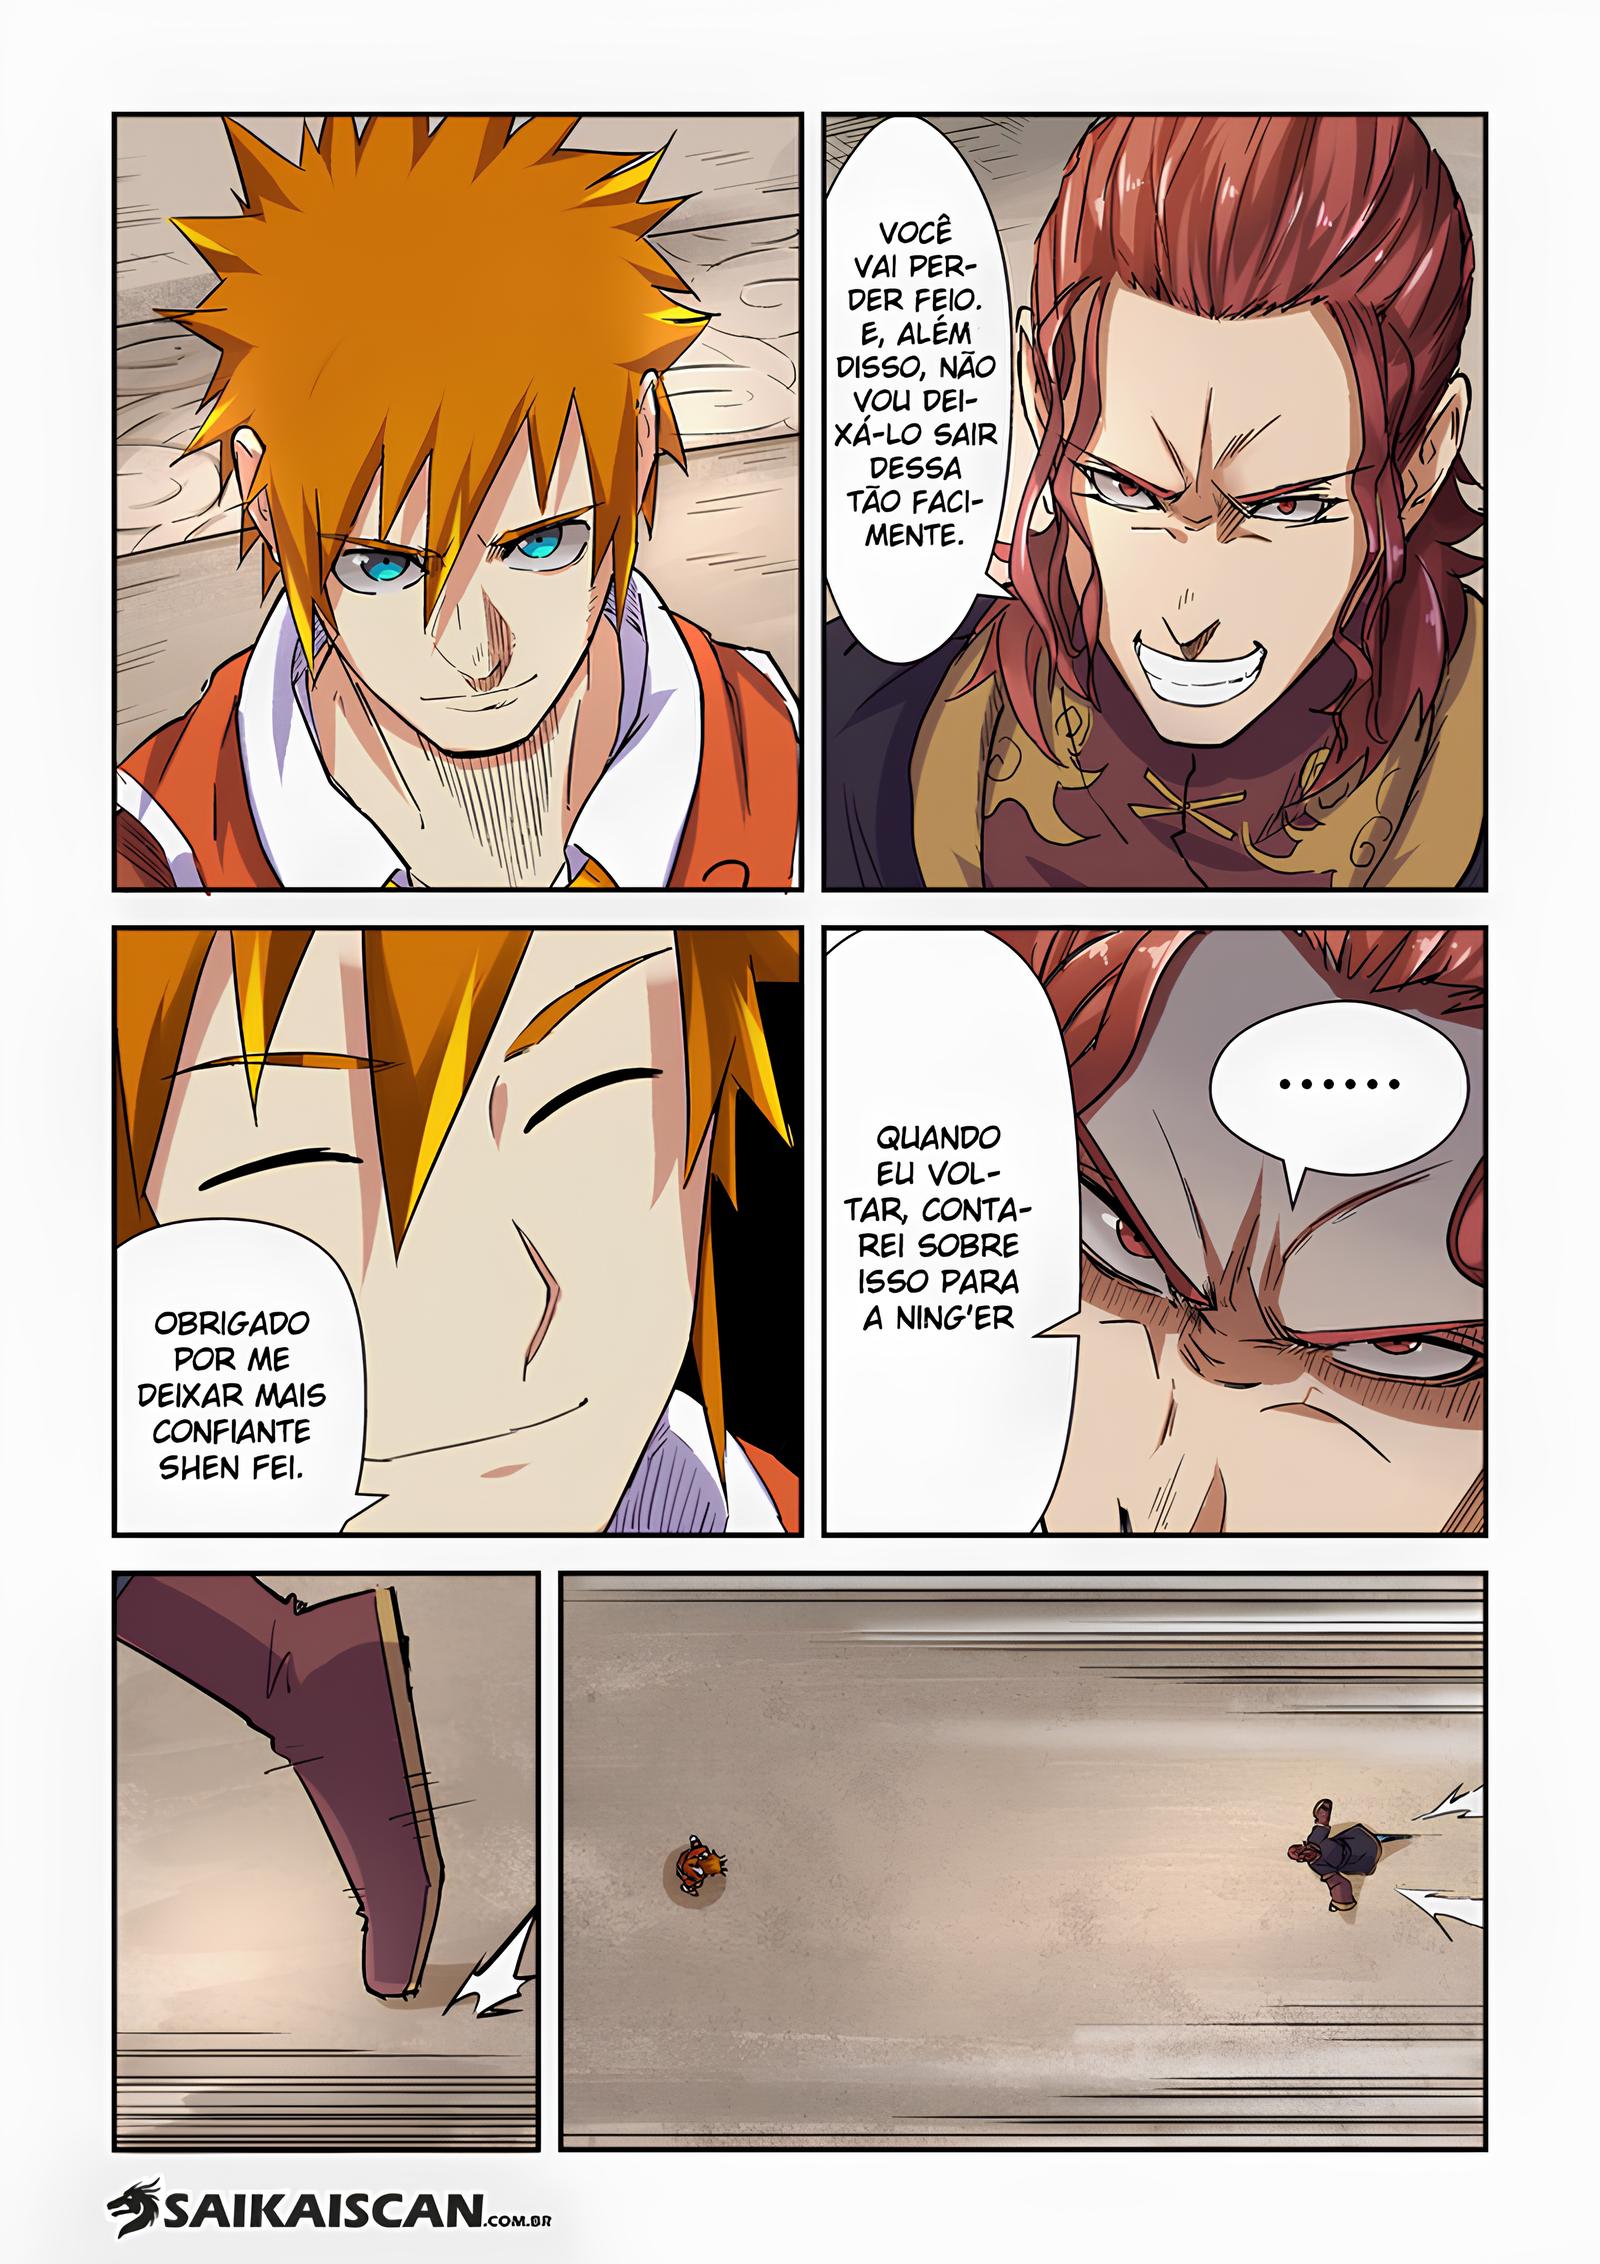 VOCÊ
VAI PER-
DER FEIO.
E, ALÉM
DISSO, NÃO
VOU DEI-
XÁ-LO SAIR
DESSA
TÃO FACI-
MENTE.
OBRIGADO
POR ME
DEIXAR MAIS
CONFIANTE
SHEN FEI.
QUANDO
EU VOL-
TAR, CONTA-
REI SOBRE
ISSO PARA
A NING'ER
......
SAIKAISCAN.COM.BR